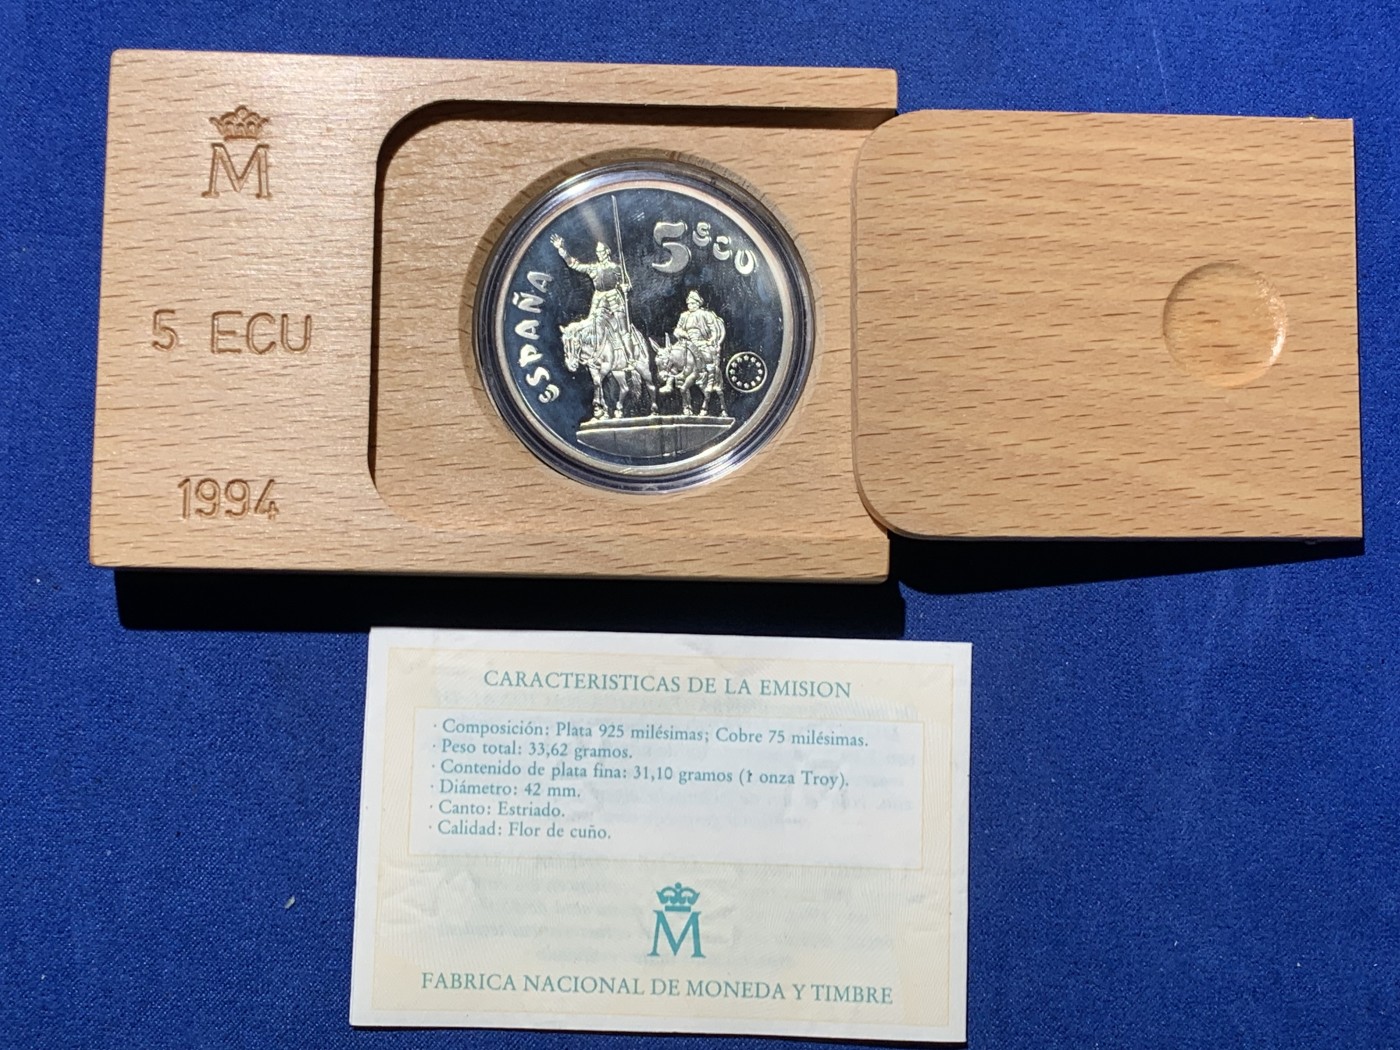 M
5 ECU
1994
ESPAÑA
5 ECU
CARACTERISTICAS DE LA EMISION
· Composición: Plata 925 milésimas; Cobre 75 milésimas.
· Peso total: 33,62 gramos.
· Contenido de plata fina: 31,10 gramos (1 onza Troy).
· Diámetro: 42 mm.
· Canto: Estriado.
· Calidad: Flor de cuño.
M
FABRICA NACIONAL DE MONEDA Y TIMBRE